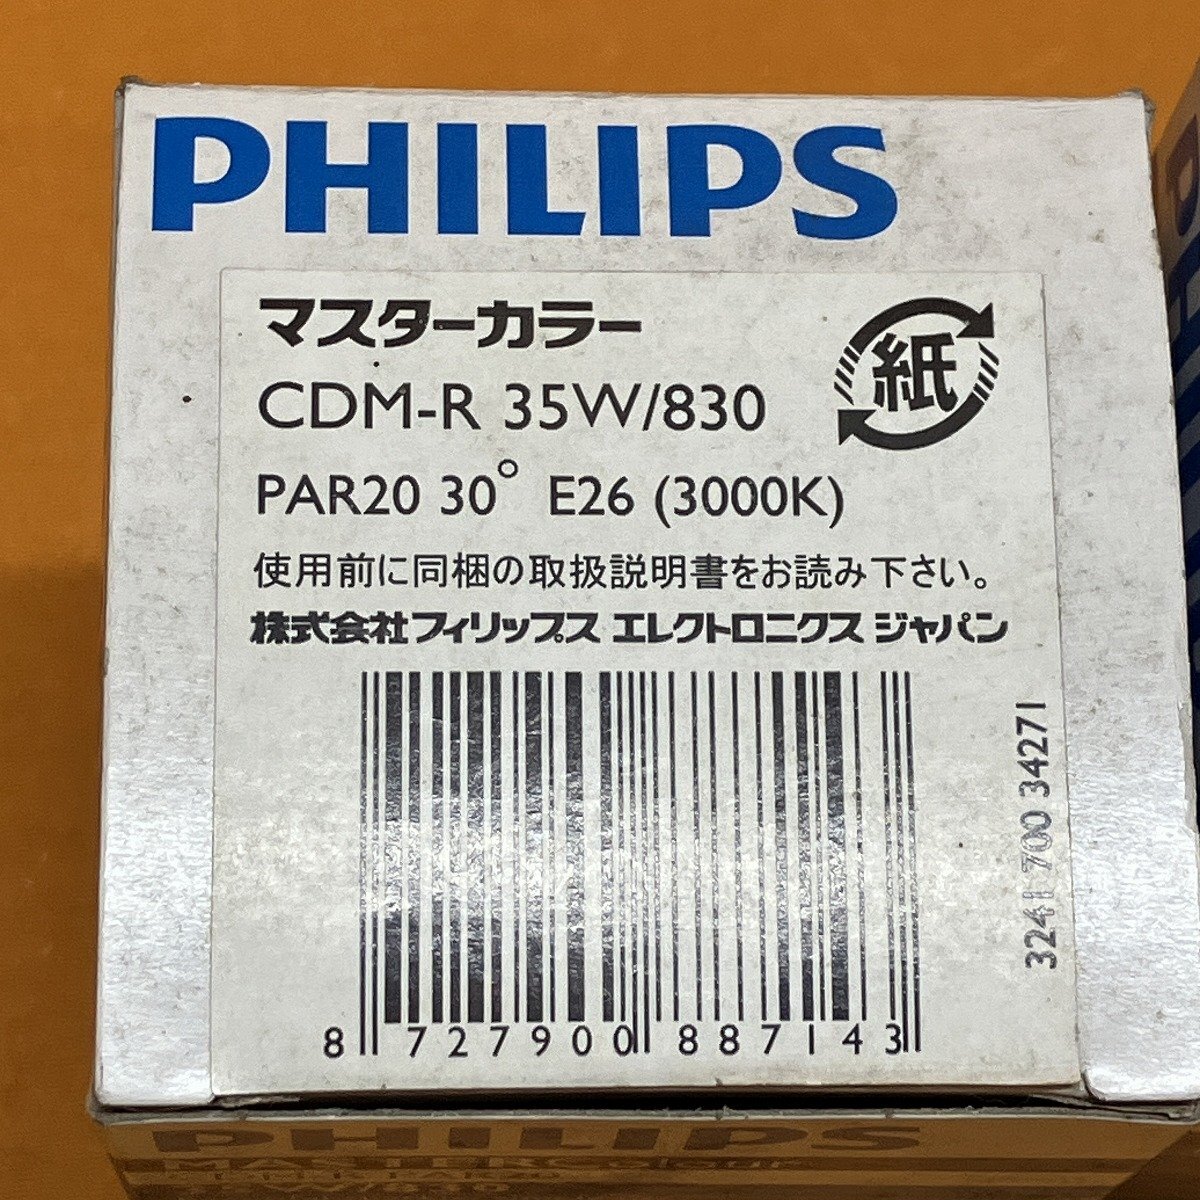 PHILIPS
マスターカラー
CDM-R 35W/830
PAR20 30° E26 (3000K)
紙
使用前に同梱の取扱説明書をお読み下さい。
株式会社フィリップス エレクトロニクス ジャパン
3241 700 34271
8 727900 887143
PHILIPS
MASTERColour